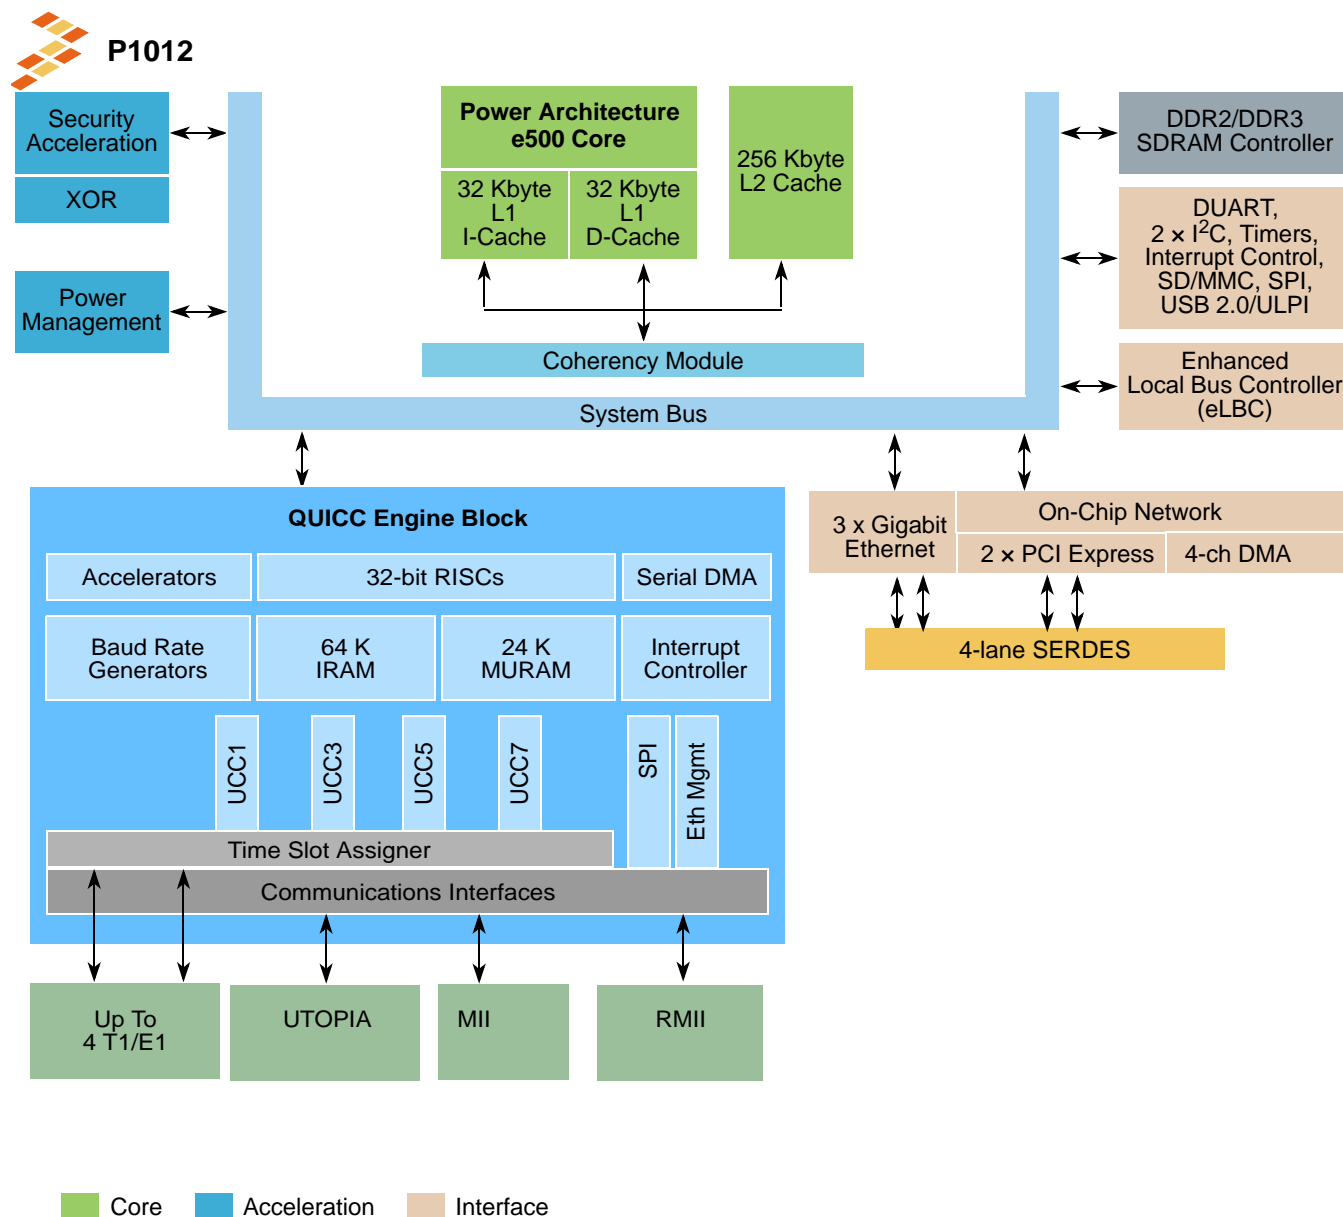 P1012
Security
Acceleration
XOR
Power
Management
Power Architecture
e500 Core
32 Kbyte
L1
I-Cache
32 Kbyte
L1
D-Cache
256 Kbyte
L2 Cache
Coherency Module
System Bus
DDR2/DDR3
SDRAM Controller
DUART,
2 × I²C, Timers,
Interrupt Control,
SD/MMC, SPI,
USB 2.0/ULPI
Enhanced
Local Bus Controller
(eLBC)
QUICC Engine Block
Accelerators
32-bit RISCs
Serial DMA
Baud Rate
Generators
64 K
IRAM
24 K
MURAM
Interrupt
Controller
UCC1
UCC3
UCC5
UCC7
SPI
Eth Mgmt
Time Slot Assigner
Communications Interfaces
3 x Gigabit
Ethernet
On-Chip Network
2 × PCI Express
4-ch DMA
4-lane SERDES
Up To
4 T1/E1
UTOPIA
MII
RMII
Core
Acceleration
Interface